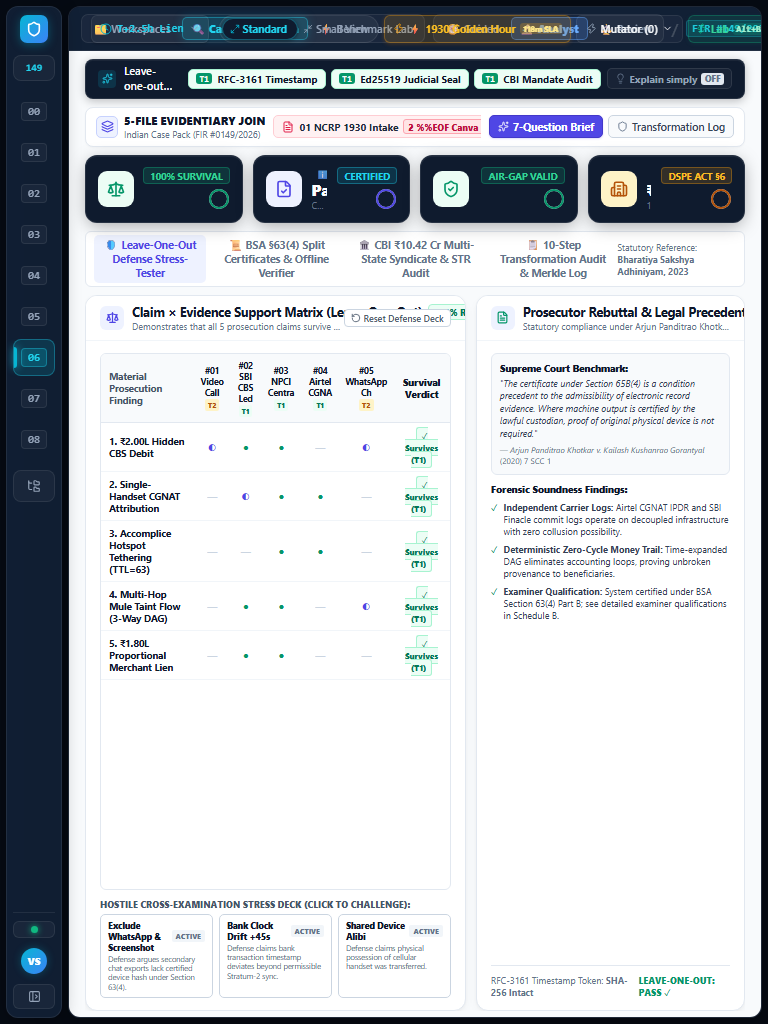 149
00
01
02
03
04
05
06
07
08
VS
Workspaces
Standard
Small View
Benchmark Lab
1930 Golden Hour
Mutator (0)
Leave-
one-out...
T1 RFC-3161 Timestamp
T1 Ed25519 Judicial Seal
T1 CBI Mandate Audit
Explain simply OFF
5-FILE EVIDENTIARY JOIN
Indian Case Pack (FIR #0149/2026)
01 NCRP 1930 Intake 2 %%EOF Canva
7-Question Brief
Transformation Log
100% SURVIVAL
CERTIFIED
Pa
C...
AIR-GAP VALID
DSPE ACT §6
₹
1
Leave-One-Out
Defense Stress-
Tester
BSA §63(4) Split
Certificates & Offline
Verifier
CBI ₹10.42 Cr Multi-
State Syndicate & STR
Audit
10-Step
Transformation Audit
& Merkle Log
Statutory Reference:
Bharatiya Sakshya
Adhiniyam, 2023
Claim × Evidence Support Matrix
Demonstrates that all 5 prosecution claims survive ...
Reset Defense Deck
Material
Prosecution
Finding
#01
Video
Call
T2
#02
SBI
CBS
Led
T1
#03
NPCI
Centra
T1
#04
Airtel
CGNA
T1
#05
WhatsApp
Ch
T2
Survival
Verdict
1. ₹2.00L Hidden
CBS Debit
◐ ● ● — ◐
✓
Survives
(T1)
2. Single-
Handset CGNAT
Attribution
— ◐ ● ● —
✓
Survives
(T1)
3. Accomplice
Hotspot
Tethering
(TTL=63)
— — ● ● —
✓
Survives
(T1)
4. Multi-Hop
Mule Taint Flow
(3-Way DAG)
— ● ● — ◐
✓
Survives
(T1)
5. ₹1.80L
Proportional
Merchant Lien
— ● ● — —
✓
Survives
(T1)
HOSTILE CROSS-EXAMINATION STRESS DECK (CLICK TO CHALLENGE):
Exclude
WhatsApp &
Screenshot
ACTIVE
Defense argues secondary
chat exports lack certified
device hash under Section
63(4).
Bank Clock
Drift +45s
ACTIVE
Defense claims bank
transaction timestamp
deviates beyond permissible
Stratum-2 sync.
Shared Device
Alibi
ACTIVE
Defense claims physical
possession of cellular
handset was transferred.
Prosecutor Rebuttal & Legal Precedent
Statutory compliance under Arjun Panditrao Khotk...
Supreme Court Benchmark:
"The certificate under Section 65B(4) is a condition
precedent to the admissibility of electronic record
evidence. Where machine output is certified by the
lawful custodian, proof of original physical device is not
required."
— Arjun Panditrao Khotkar v. Kailash Kushanrao Gorantyal
(2020) 7 SCC 1
Forensic Soundness Findings:
✓ Independent Carrier Logs: Airtel CGNAT IPDR and SBI
Finacle commit logs operate on decoupled infrastructure
with zero collusion possibility.
✓ Deterministic Zero-Cycle Money Trail: Time-expanded
DAG eliminates accounting loops, proving unbroken
provenance to beneficiaries.
✓ Examiner Qualification: System certified under BSA
Section 63(4) Part B; see detailed examiner qualifications
in Schedule B.
RFC-3161 Timestamp Token: SHA-
256 Intact
LEAVE-ONE-OUT:
PASS ✓